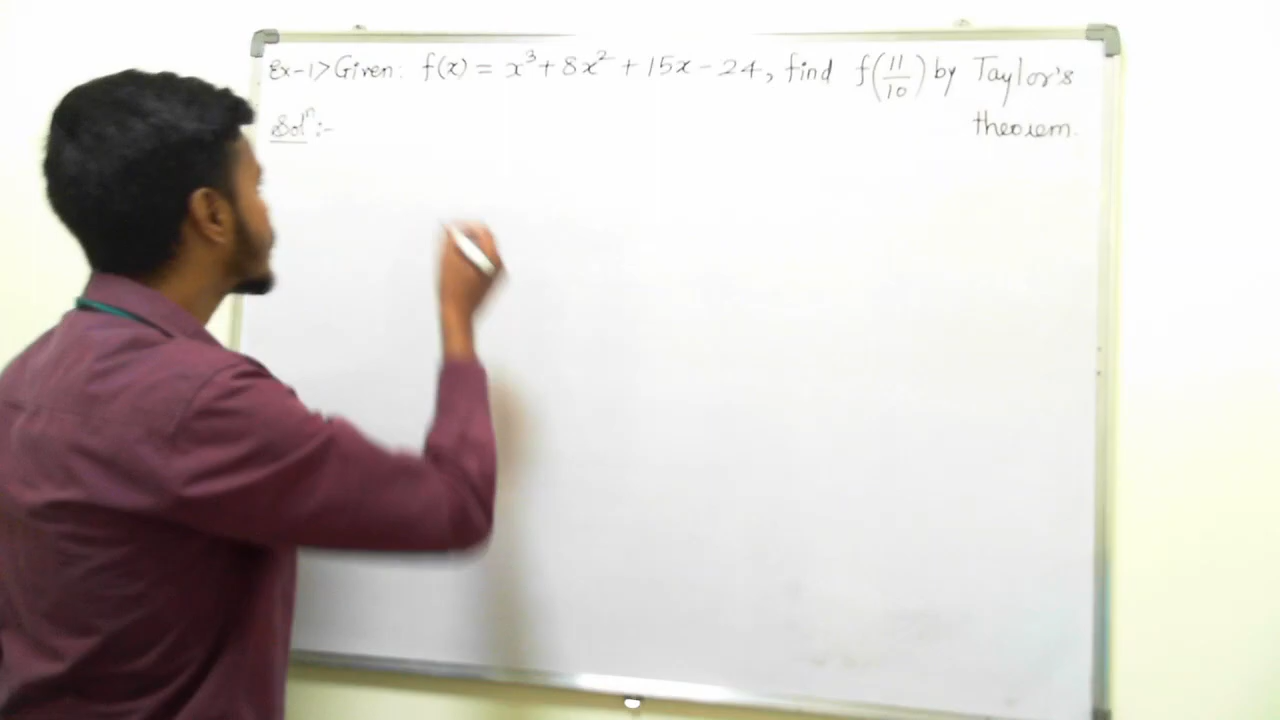 Ex-1> Given: f(x) = x³ + 8x² + 15x - 24, find f(11/10) by Taylor's
theorem.
Solⁿ:-